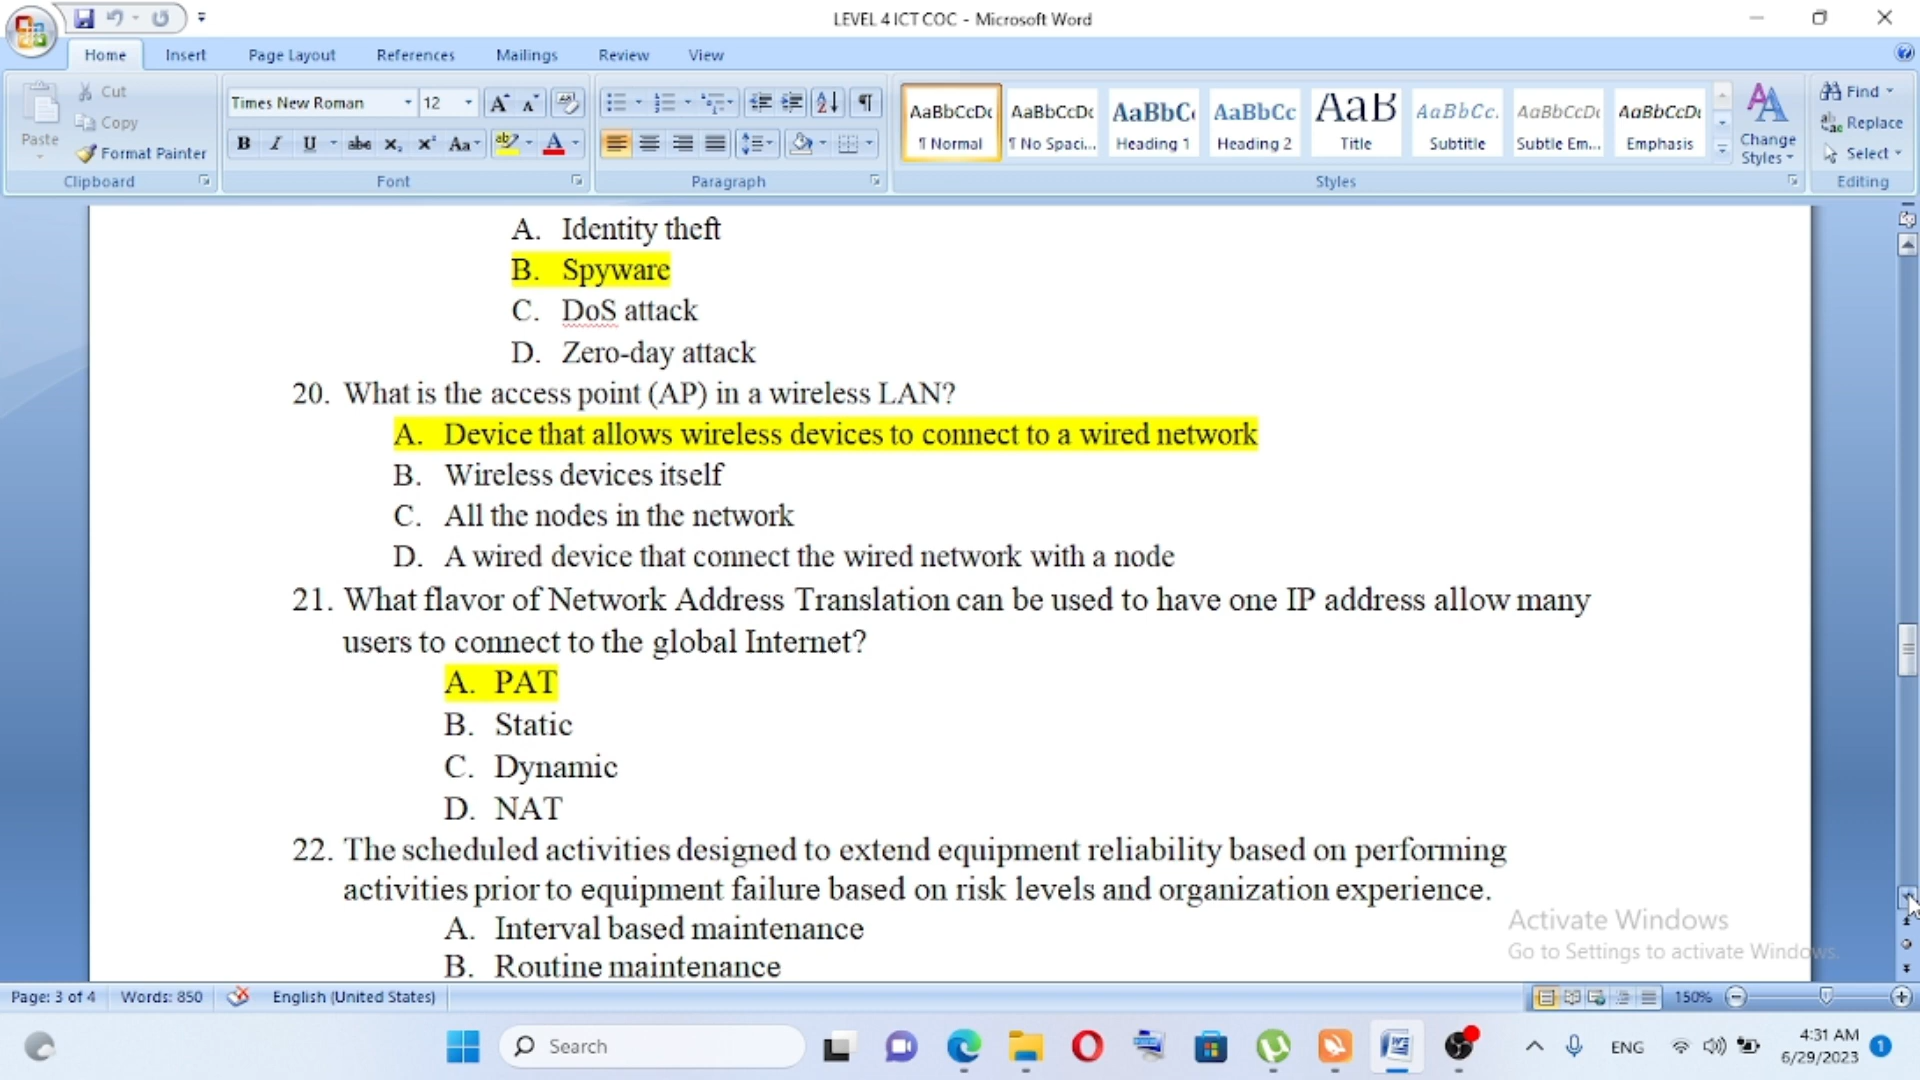 LEVEL 4 ICT COC - Microsoft Word
Home Insert Page Layout References Mailings Review View
Paste
Cut
Copy
Format Painter
Clipboard
Times New Roman 12
Font
Paragraph
AaBbCcDc AaBbCcDc AaBbC AaBbCc AaB AaBbCc. AaBbCcDc AaBbCcDc
¶ Normal ¶ No Spaci... Heading 1 Heading 2 Title Subtitle Subtle Em... Emphasis
Change Styles
Styles
Find
Replace
Select
Editing
A. Identity theft
B. Spyware
C. DoS attack
D. Zero-day attack
20. What is the access point (AP) in a wireless LAN?
A. Device that allows wireless devices to connect to a wired network
B. Wireless devices itself
C. All the nodes in the network
D. A wired device that connect the wired network with a node
21. What flavor of Network Address Translation can be used to have one IP address allow many
users to connect to the global Internet?
A. PAT
B. Static
C. Dynamic
D. NAT
22. The scheduled activities designed to extend equipment reliability based on performing
activities prior to equipment failure based on risk levels and organization experience.
A. Interval based maintenance
B. Routine maintenance
Activate Windows
Go to Settings to activate Windows.
Page: 3 of 4 Words: 850 English (United States) 150%
Search ENG 4:31 AM
6/29/2023 1